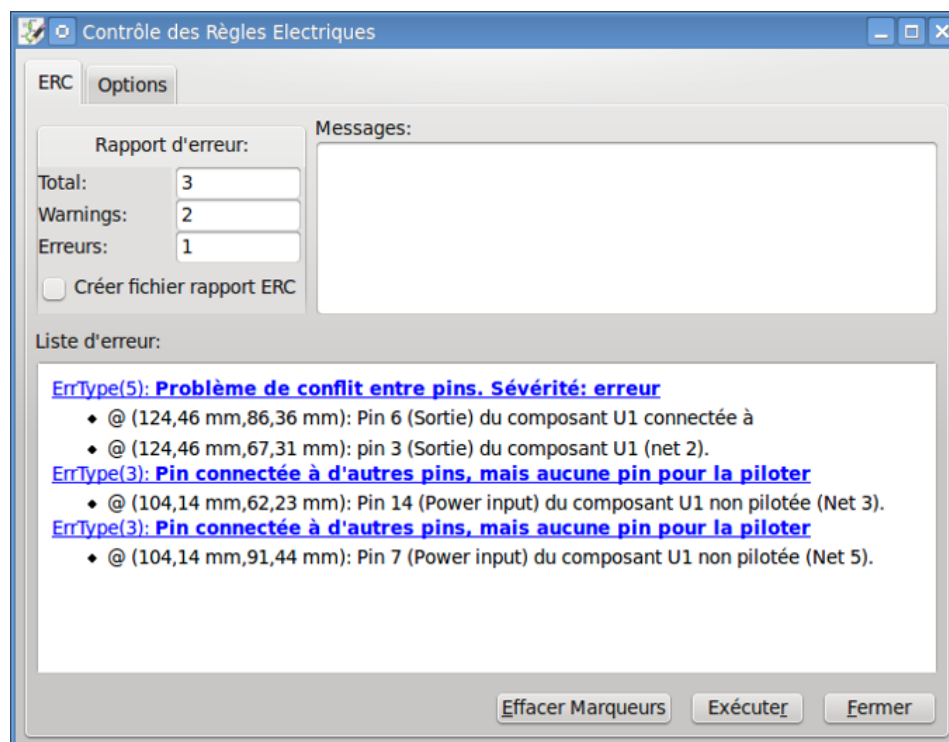 Contrôle des Règles Electriques
ERC Options
Rapport d'erreur:
Total: 3
Warnings: 2
Erreurs: 1
Créer fichier rapport ERC
Messages:
Liste d'erreur:
ErrType(5): Problème de conflit entre pins. Sévérité: erreur
@ (124,46 mm,86,36 mm): Pin 6 (Sortie) du composant U1 connectée à
@ (124,46 mm,67,31 mm): pin 3 (Sortie) du composant U1 (net 2).
ErrType(3): Pin connectée à d'autres pins, mais aucune pin pour la piloter
@ (104,14 mm,62,23 mm): Pin 14 (Power input) du composant U1 non pilotée (Net 3).
ErrType(3): Pin connectée à d'autres pins, mais aucune pin pour la piloter
@ (104,14 mm,91,44 mm): Pin 7 (Power input) du composant U1 non pilotée (Net 5).
Effacer Marqueurs Exécuter Fermer